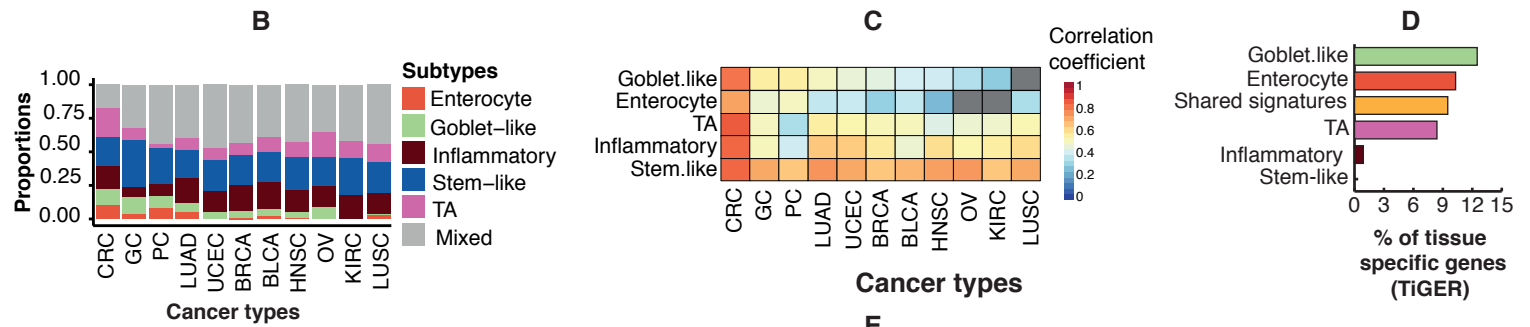 B
1.00
0.75
0.50
0.25
0.00
Proportions
CRC
GC
PC
LUAD
UCEC
BRCA
BLCA
HNSC
OV
KIRC
LUSC
Cancer types
Subtypes
Enterocyte
Goblet−like
Inflammatory
Stem−like
TA
Mixed
C
Goblet.like
Enterocyte
TA
Inflammatory
Stem.like
CRC
GC
PC
LUAD
UCEC
BRCA
BLCA
HNSC
OV
KIRC
LUSC
Cancer types
Correlation
coefficient
1
0.8
0.6
0.4
0.2
0
D
Goblet.like
Enterocyte
Shared signatures
TA
Inflammatory
Stem-like
0 3 6 9 12 15
% of tissue
specific genes
(TiGER)